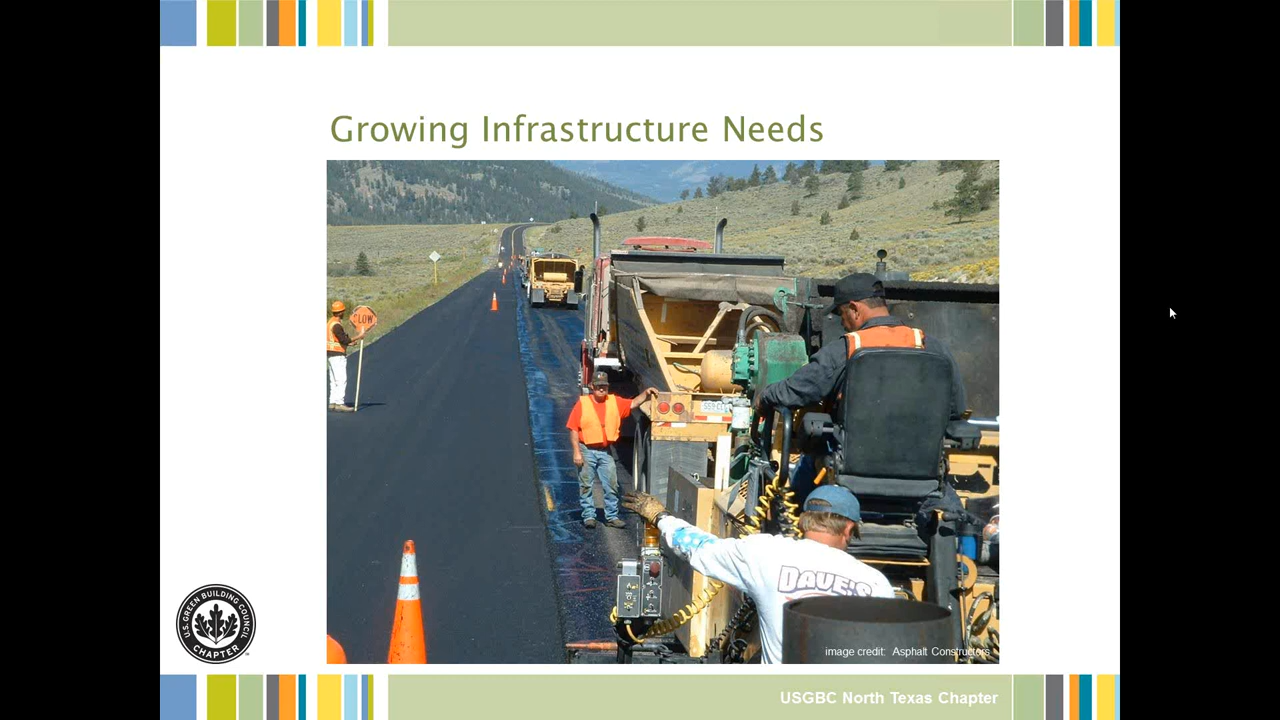 Growing Infrastructure Needs
SLOW
DAVE'S
U.S. GREEN BUILDING COUNCIL
CHAPTER
image credit: Asphalt Constructors
USGBC North Texas Chapter